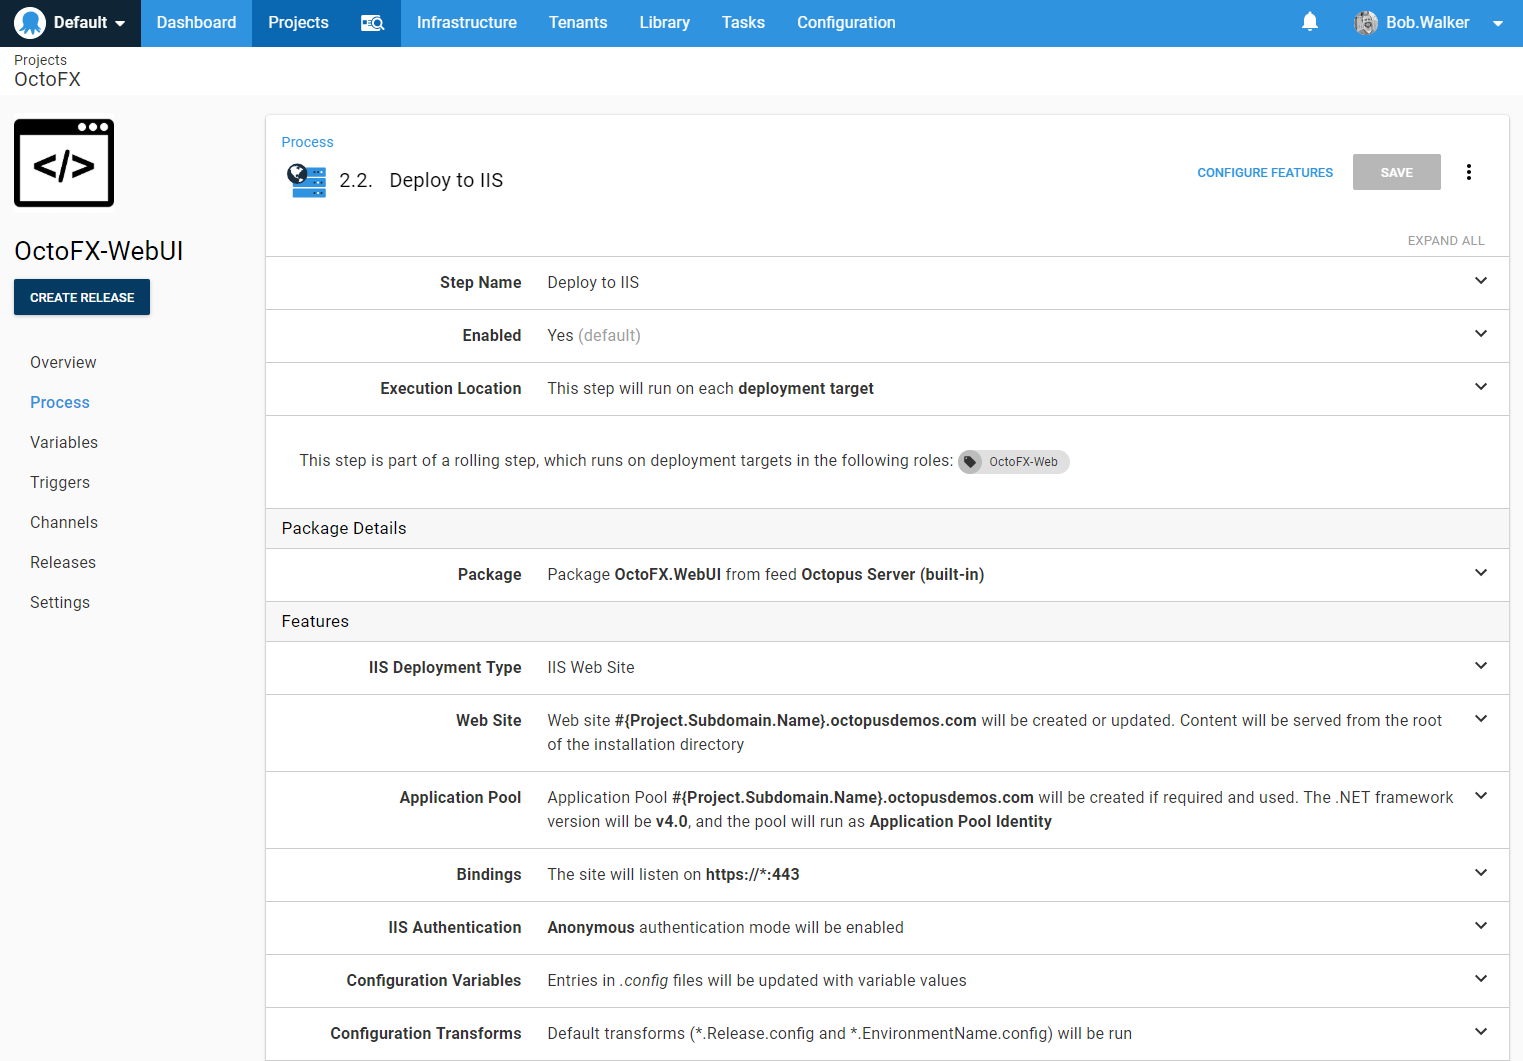 Default Dashboard Projects Infrastructure Tenants Library Tasks Configuration Bob.Walker
Projects
OctoFX
</>
OctoFX-WebUI
CREATE RELEASE
Overview
Process
Variables
Triggers
Channels
Releases
Settings
Process
2.2. Deploy to IIS
CONFIGURE FEATURES SAVE
EXPAND ALL
Step Name Deploy to IIS
Enabled Yes (default)
Execution Location This step will run on each deployment target
This step is part of a rolling step, which runs on deployment targets in the following roles: OctoFX-Web
Package Details
Package Package OctoFX.WebUI from feed Octopus Server (built-in)
Features
IIS Deployment Type IIS Web Site
Web Site Web site #{Project.Subdomain.Name}.octopusdemos.com will be created or updated. Content will be served from the root
of the installation directory
Application Pool Application Pool #{Project.Subdomain.Name}.octopusdemos.com will be created if required and used. The .NET framework
version will be v4.0, and the pool will run as Application Pool Identity
Bindings The site will listen on https://*:443
IIS Authentication Anonymous authentication mode will be enabled
Configuration Variables Entries in .config files will be updated with variable values
Configuration Transforms Default transforms (*.Release.config and *.EnvironmentName.config) will be run